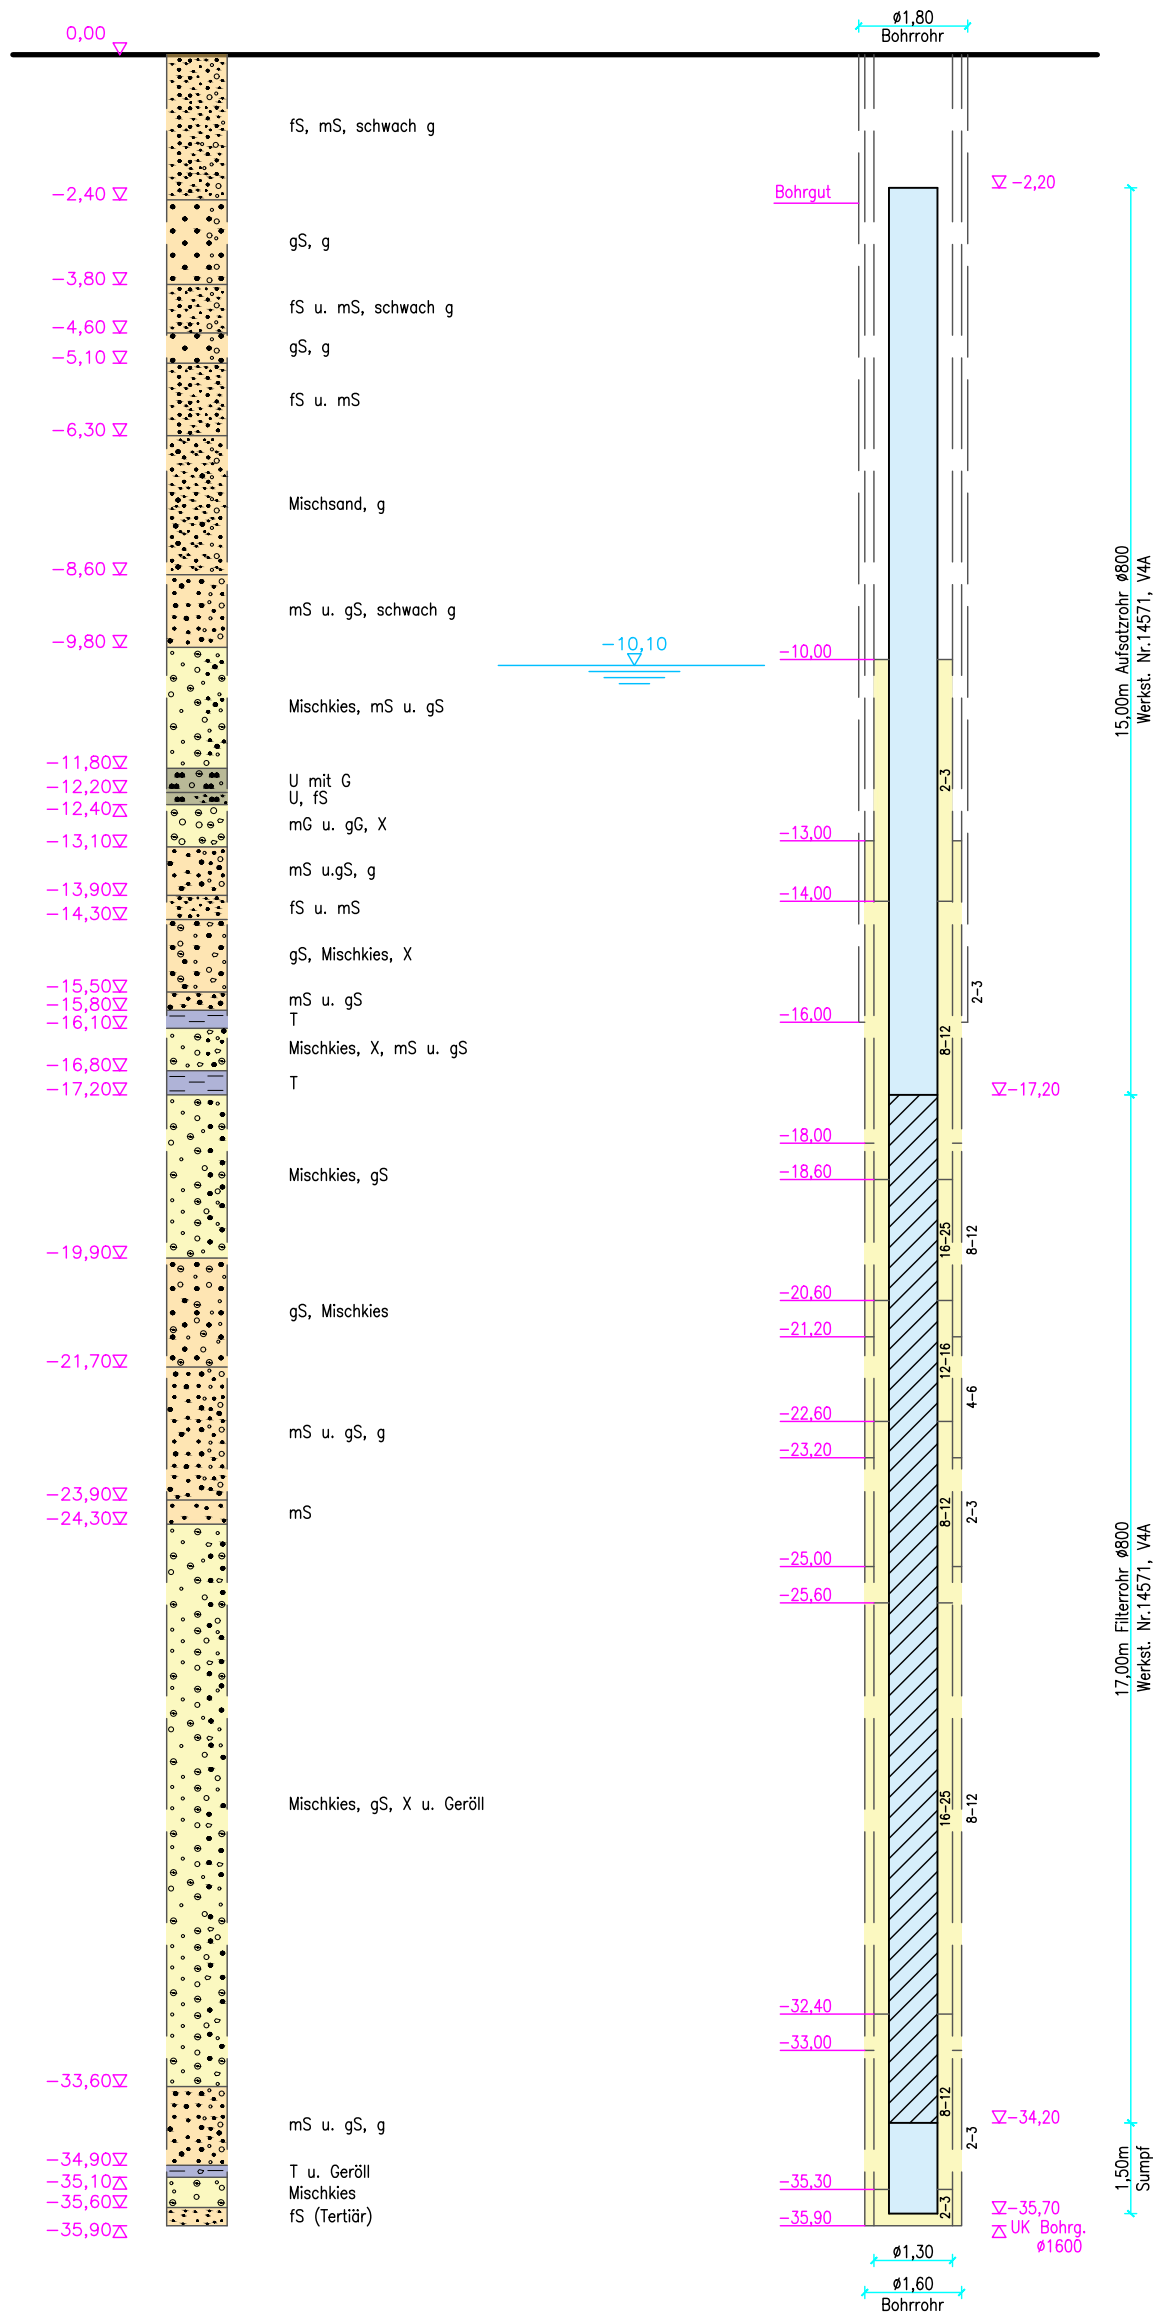 0,00
ø1,80
Bohrrohr
fS, mS, schwach g
-2,40
Bohrgut
-2,20
gS, g
-3,80
fS u. mS, schwach g
-4,60
gS, g
-5,10
fS u. mS
-6,30
Mischsand, g
-8,60
mS u. gS, schwach g
-9,80
-10,10
-10,00
15,00m Aufsatzrohr ø800
Werkst. Nr.14571, V4A
Mischkies, mS u. gS
-11,80
2-3
U mit G
-12,20
U, fS
-12,40
mG u. gG, X
-13,10
-13,00
mS u.gS, g
-13,90
-14,00
fS u. mS
-14,30
gS, Mischkies, X
-15,50
2-3
mS u. gS
-15,80
T
-16,10
-16,00
8-12
Mischkies, X, mS u. gS
-16,80
T
-17,20
-17,20
-18,00
Mischkies, gS
-18,60
16-25
8-12
-19,90
-20,60
gS, Mischkies
-21,20
-21,70
12-16
4-6
-22,60
mS u. gS, g
-23,20
-23,90
mS
-24,30
8-12
2-3
-25,00
-25,60
17,00m Filterrohr ø800
Werkst. Nr.14571, V4A
Mischkies, gS, X u. Geröll
16-25
8-12
-32,40
-33,00
-33,60
8-12
-34,20
mS u. gS, g
2-3
-34,90
1,50m
Sumpf
T u. Geröll
-35,10
-35,30
Mischkies
-35,60
2-3
-35,70
fS (Tertiär)
-35,90
-35,90
UK Bohrg.
ø1600
ø1,30
ø1,60
Bohrrohr